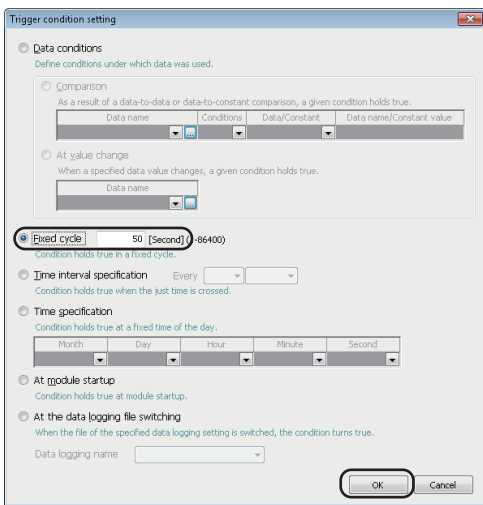 Trigger condition setting
Data conditions
Define conditions under which data was used.
Comparison
As a result of a data-to-data or data-to-constant comparison, a given condition holds true.
Data name Conditions Data/Constant Data name/Constant value
At value change
When a specified data value changes, a given condition holds true.
Data name
Fixed cycle 50 [Second] ( -86400)
Condition holds true in a fixed cycle.
Time interval specification Every
Condition holds true when the just time is crossed.
Time specification
Condition holds true at a fixed time of the day.
Month Day Hour Minute Second
At module startup
Condition holds true at module startup.
At the data logging file switching
When the file of the specified data logging setting is switched, the condition turns true.
Data logging name
OK Cancel